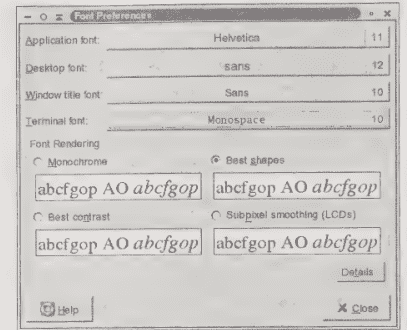 Font Preferences
Application font: Helvetica 11
Desktop font: sans 12
Window title font: Sans 10
Terminal font: Monospace 10
Font Rendering
Monochrome Best shapes
abcfgop AO abcfgop abcfgop AO abcfgop
Best contrast Subpixel smoothing (LCDs)
abcfgop AO abcfgop abcfgop AO abcfgop
Details
Help Close